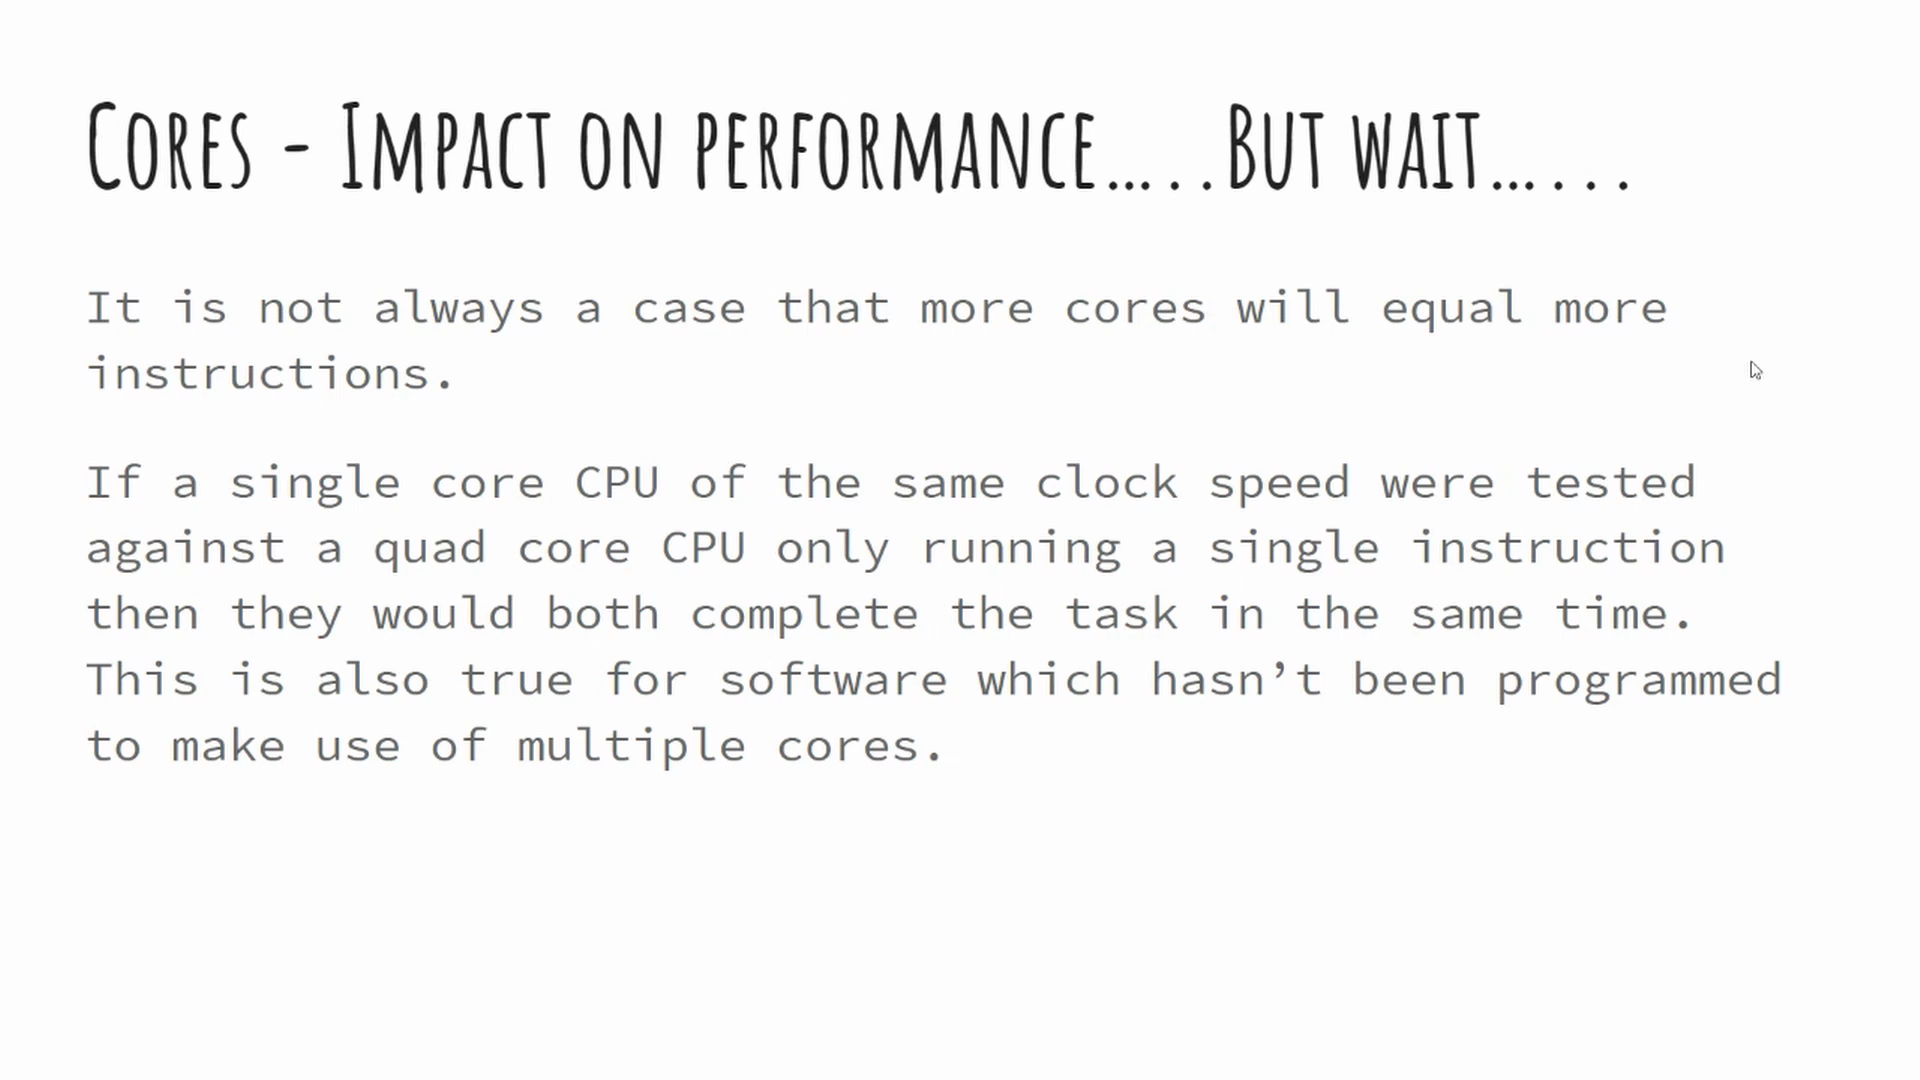 Cores - Impact on performance…..But wait…...
It is not always a case that more cores will equal more
instructions.
If a single core CPU of the same clock speed were tested
against a quad core CPU only running a single instruction
then they would both complete the task in the same time.
This is also true for software which hasn’t been programmed
to make use of multiple cores.